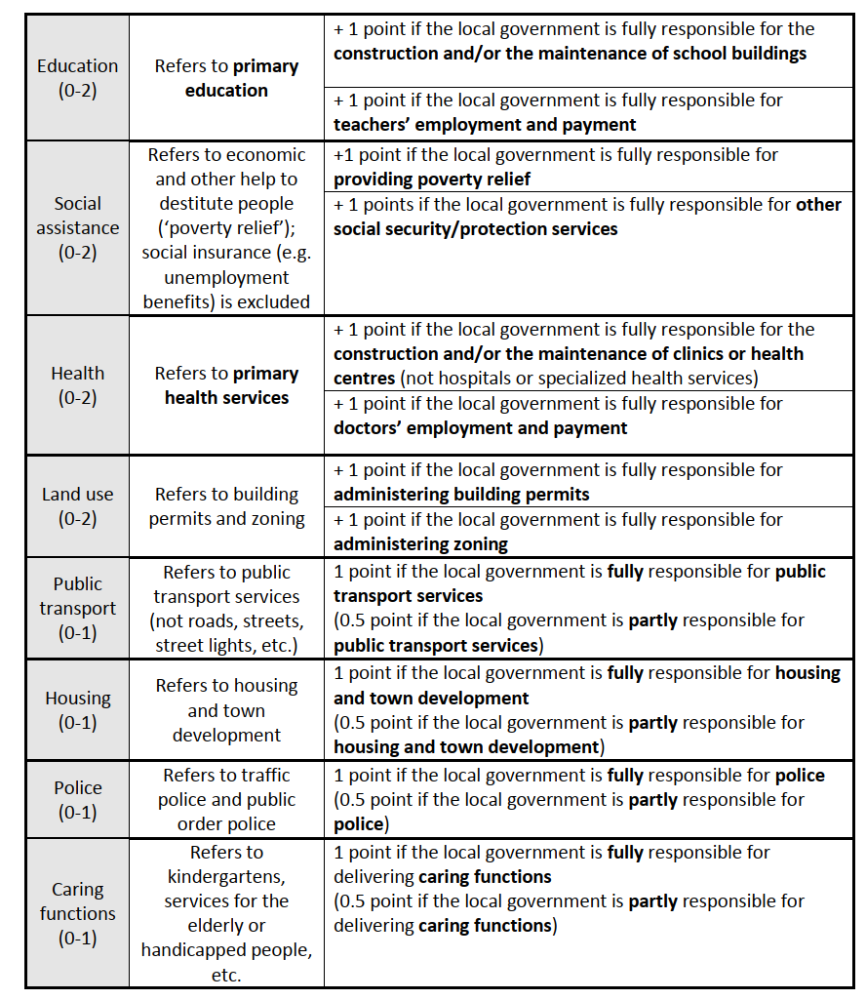 Education
(0-2)
Refers to primary
education
+ 1 point if the local government is fully responsible for the
construction and/or the maintenance of school buildings
+ 1 point if the local government is fully responsible for
teachers’ employment and payment
Social
assistance
(0-2)
Refers to economic
and other help to
destitute people
(‘poverty relief’);
social insurance (e.g.
unemployment
benefits) is excluded
+1 point if the local government is fully responsible for
providing poverty relief
+ 1 points if the local government is fully responsible for other
social security/protection services
Health
(0-2)
Refers to primary
health services
+ 1 point if the local government is fully responsible for the
construction and/or the maintenance of clinics or health
centres (not hospitals or specialized health services)
+ 1 point if the local government is fully responsible for
doctors’ employment and payment
Land use
(0-2)
Refers to building
permits and zoning
+ 1 point if the local government is fully responsible for
administering building permits
+ 1 point if the local government is fully responsible for
administering zoning
Public
transport
(0-1)
Refers to public
transport services
(not roads, streets,
street lights, etc.)
1 point if the local government is fully responsible for public
transport services
(0.5 point if the local government is partly responsible for
public transport services)
Housing
(0-1)
Refers to housing
and town
development
1 point if the local government is fully responsible for housing
and town development
(0.5 point if the local government is partly responsible for
housing and town development)
Police
(0-1)
Refers to traffic
police and public
order police
1 point if the local government is fully responsible for police
(0.5 point if the local government is partly responsible for
police)
Caring
functions
(0-1)
Refers to
kindergartens,
services for the
elderly or
handicapped people,
etc.
1 point if the local government is fully responsible for
delivering caring functions
(0.5 point if the local government is partly responsible for
delivering caring functions)